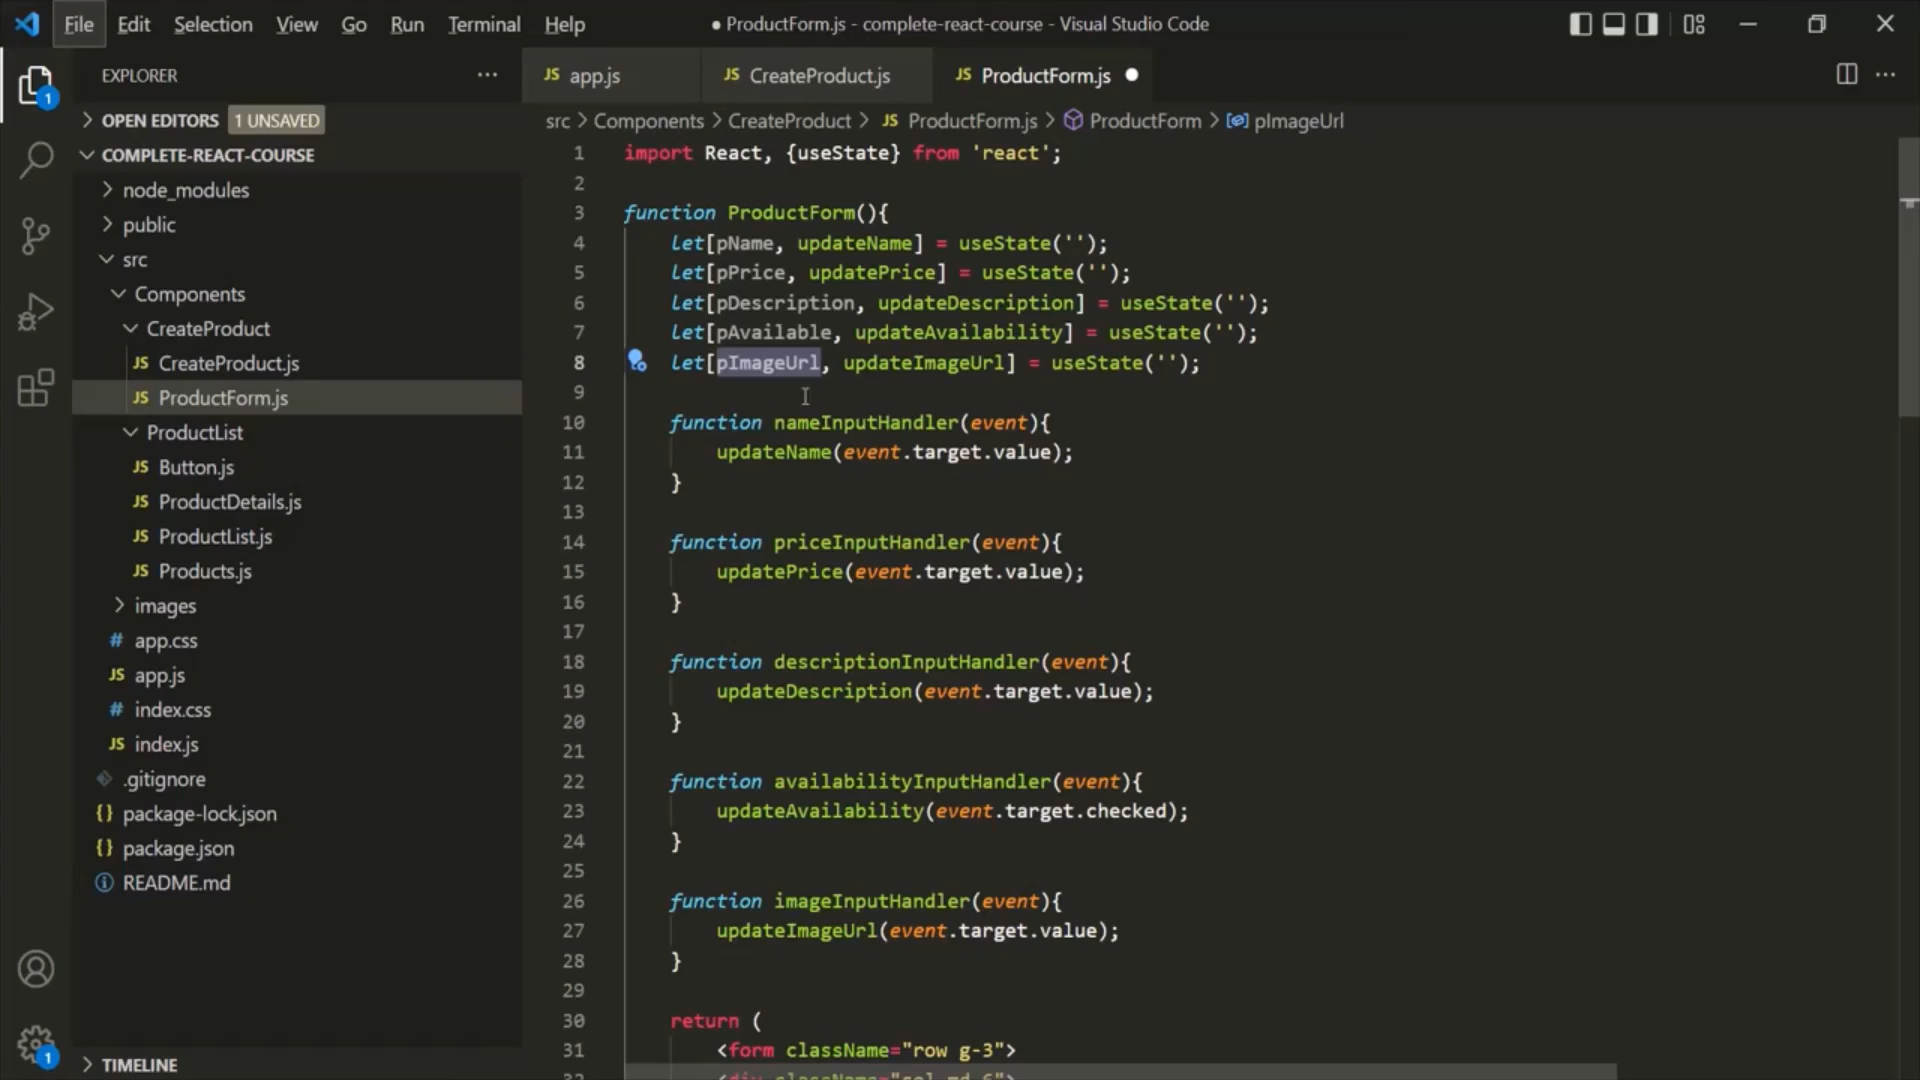 File Edit Selection View Go Run Terminal Help
● ProductForm.js - complete-react-course - Visual Studio Code
EXPLORER
1
OPEN EDITORS 1 UNSAVED
COMPLETE-REACT-COURSE
node_modules
public
src
Components
CreateProduct
JS CreateProduct.js
JS ProductForm.js
ProductList
JS Button.js
JS ProductDetails.js
JS ProductList.js
JS Products.js
images
# app.css
JS app.js
# index.css
JS index.js
.gitignore
{} package-lock.json
{} package.json
README.md
1
TIMELINE
JS app.js JS CreateProduct.js JS ProductForm.js ●
src > Components > CreateProduct > JS ProductForm.js > ProductForm > pImageUrl
1 import React, {useState} from 'react';
2
3 function ProductForm(){
4 let[pName, updateName] = useState('');
5 let[pPrice, updatePrice] = useState('');
6 let[pDescription, updateDescription] = useState('');
7 let[pAvailable, updateAvailability] = useState('');
8 let[pImageUrl, updateImageUrl] = useState('');
9
10 function nameInputHandler(event){
11 updateName(event.target.value);
12 }
13
14 function priceInputHandler(event){
15 updatePrice(event.target.value);
16 }
17
18 function descriptionInputHandler(event){
19 updateDescription(event.target.value);
20 }
21
22 function availabilityInputHandler(event){
23 updateAvailability(event.target.checked);
24 }
25
26 function imageInputHandler(event){
27 updateImageUrl(event.target.value);
28 }
29
30 return (
31 <form className="row g-3">